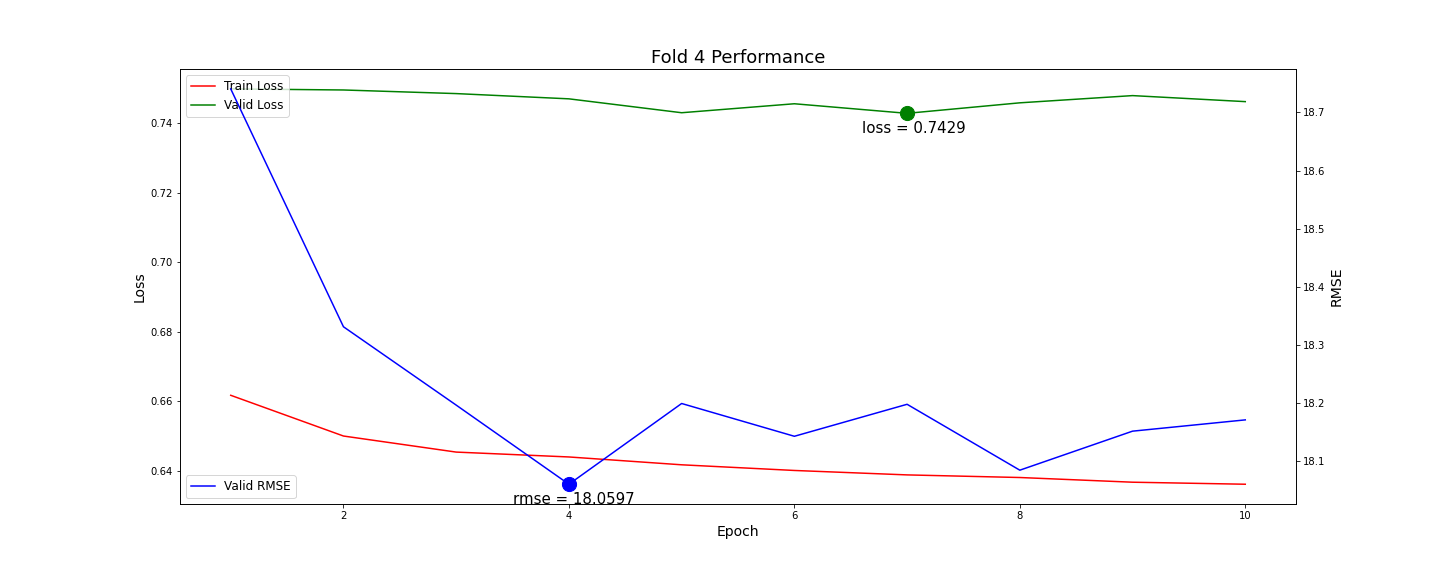 Fold 4 Performance
Train Loss
Valid Loss
loss = 0.7429
0.74
0.72
0.70
0.68
0.66
0.64
Loss
18.7
18.6
18.5
18.4
18.3
18.2
18.1
RMSE
Valid RMSE
rmse = 18.0597
2
4
6
8
10
Epoch